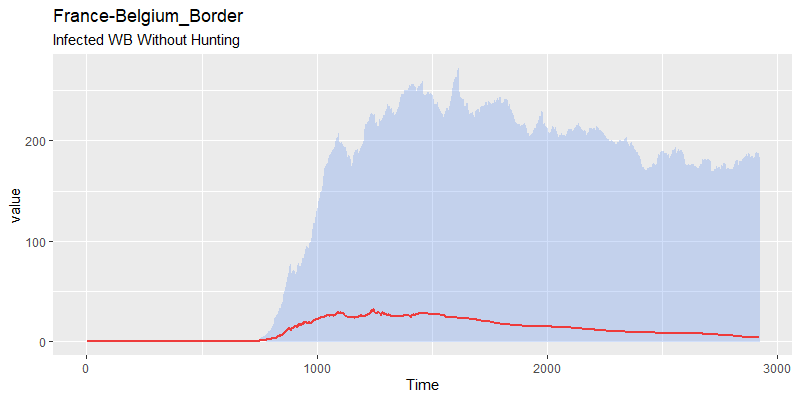 France-Belgium_Border
Infected WB Without Hunting
value
200
100
0
0 1000 2000 3000
Time